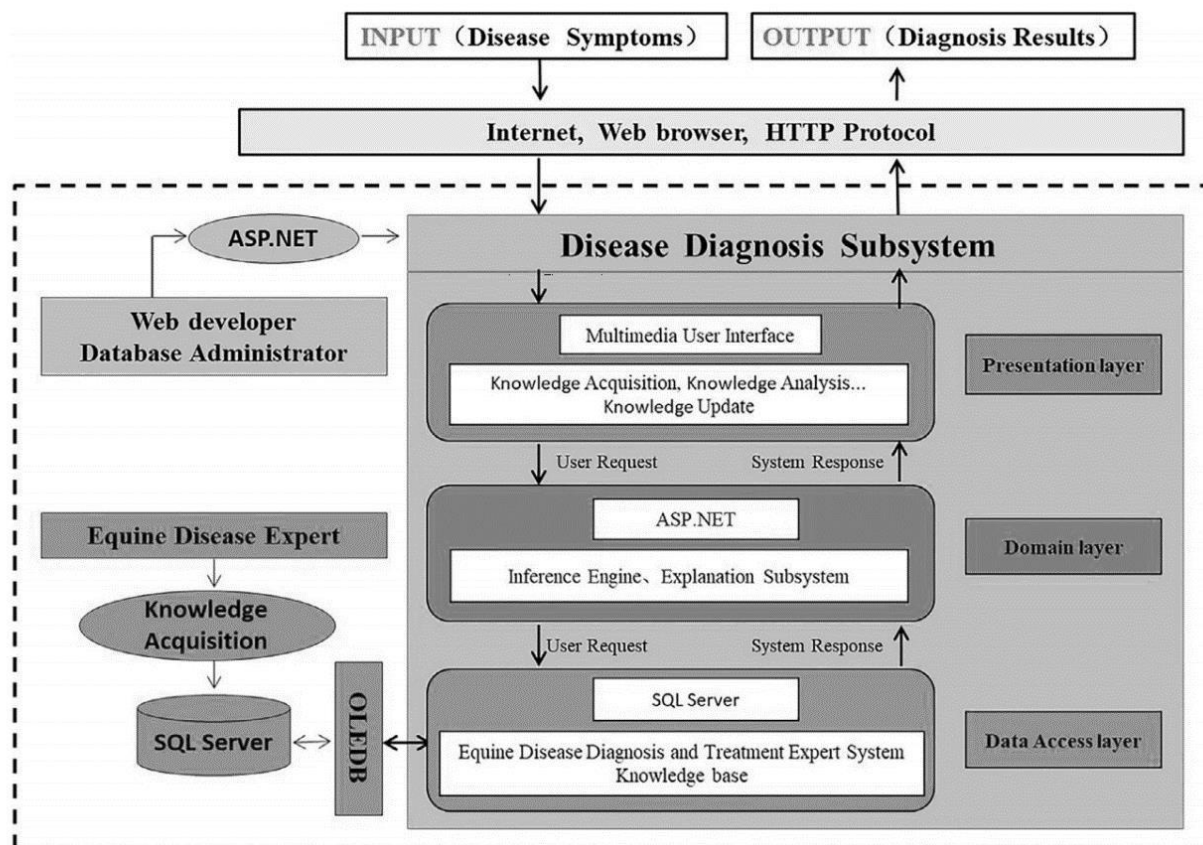 INPUT（Disease Symptoms）
OUTPUT（Diagnosis Results）
Internet, Web browser, HTTP Protocol
ASP.NET
Disease Diagnosis Subsystem
Web developer
Database Administrator
Multimedia User Interface
Knowledge Acquisition, Knowledge Analysis...
Knowledge Update
Presentation layer
User Request
System Response
Equine Disease Expert
ASP.NET
Inference Engine、Explanation Subsystem
Domain layer
Knowledge
Acquisition
User Request
System Response
SQL Server
OLEDB
SQL Server
Equine Disease Diagnosis and Treatment Expert System
Knowledge base
Data Access layer